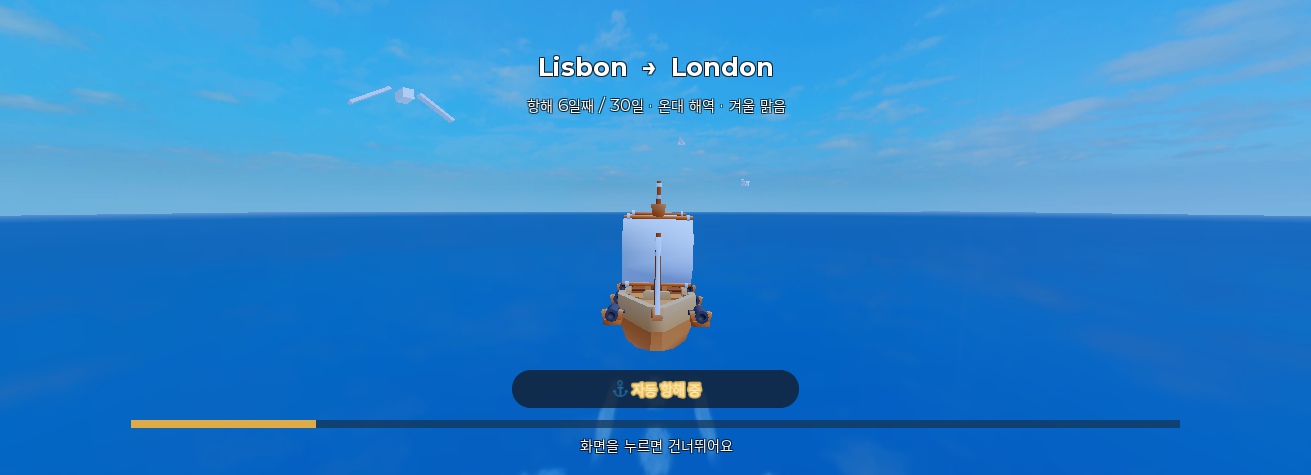 Lisbon → London
항해 6일째 / 30일 · 온대 해역 · 겨울 맑음
⚓ 자동 항해 중
화면을 누르면 건너뛰어요